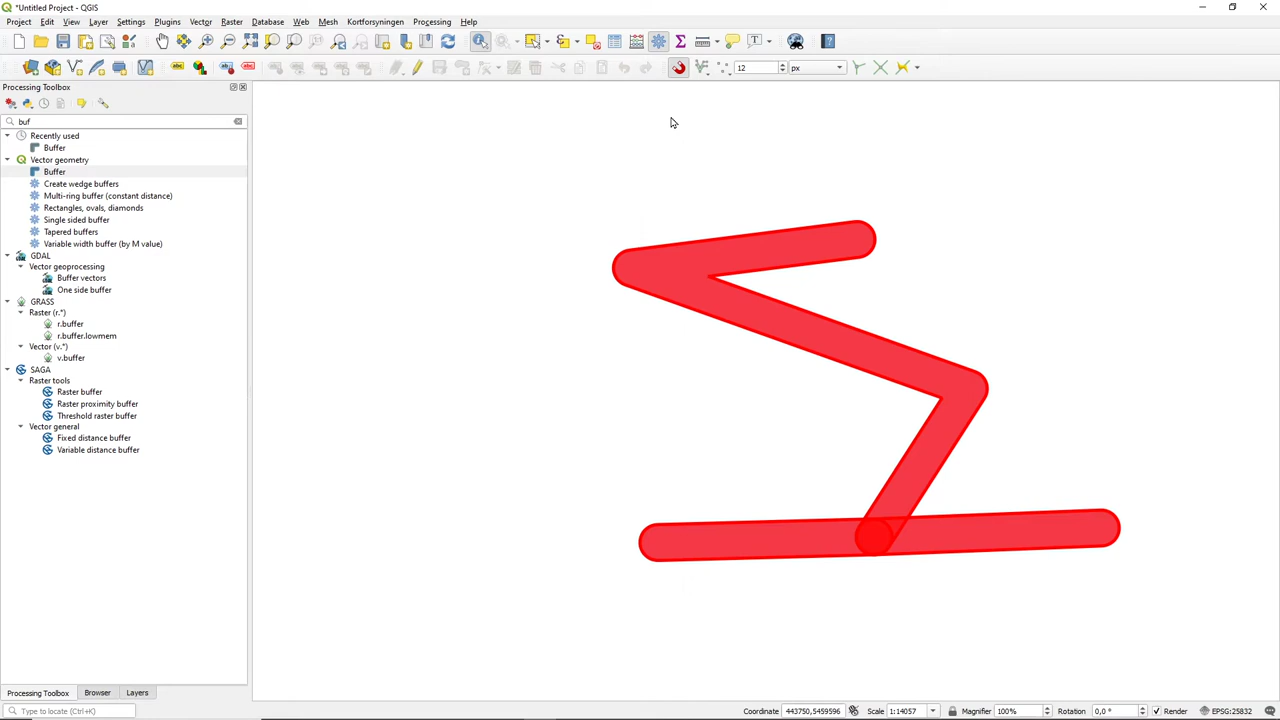 *Untitled Project - QGIS
Project Edit View Layer Settings Plugins Vector Raster Database Web Mesh Kortforsyningen Processing Help
abc abc abc
12 px
Processing Toolbox
buf
Recently used
Buffer
Vector geometry
Buffer
Create wedge buffers
Multi-ring buffer (constant distance)
Rectangles, ovals, diamonds
Single sided buffer
Tapered buffers
Variable width buffer (by M value)
GDAL
Vector geoprocessing
Buffer vectors
One side buffer
GRASS
Raster (r.*)
r.buffer
r.buffer.lowmem
Vector (v.*)
v.buffer
SAGA
Raster tools
Raster buffer
Raster proximity buffer
Threshold raster buffer
Vector general
Fixed distance buffer
Variable distance buffer
Processing Toolbox Browser Layers
Type to locate (Ctrl+K) Coordinate 443750,5459596 Scale 1:14057 Magnifier 100% Rotation 0,0 ° Render EPSG:25832